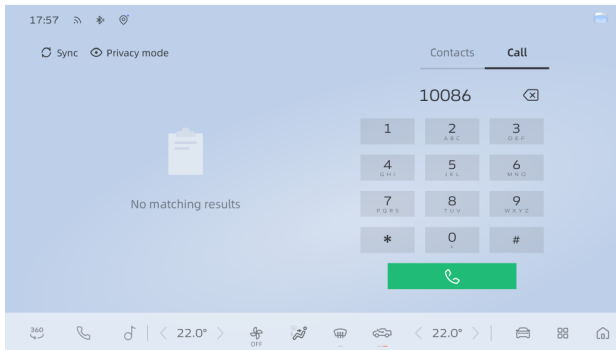 17:57
Sync Privacy mode
Contacts Call
10086
1 2 3
ABC DEF
4 5 6
GHI JKL MNO
No matching results
7 8 9
PQRS TUV WXYZ
* 0 #
360 22.0° 22.0°
OFF